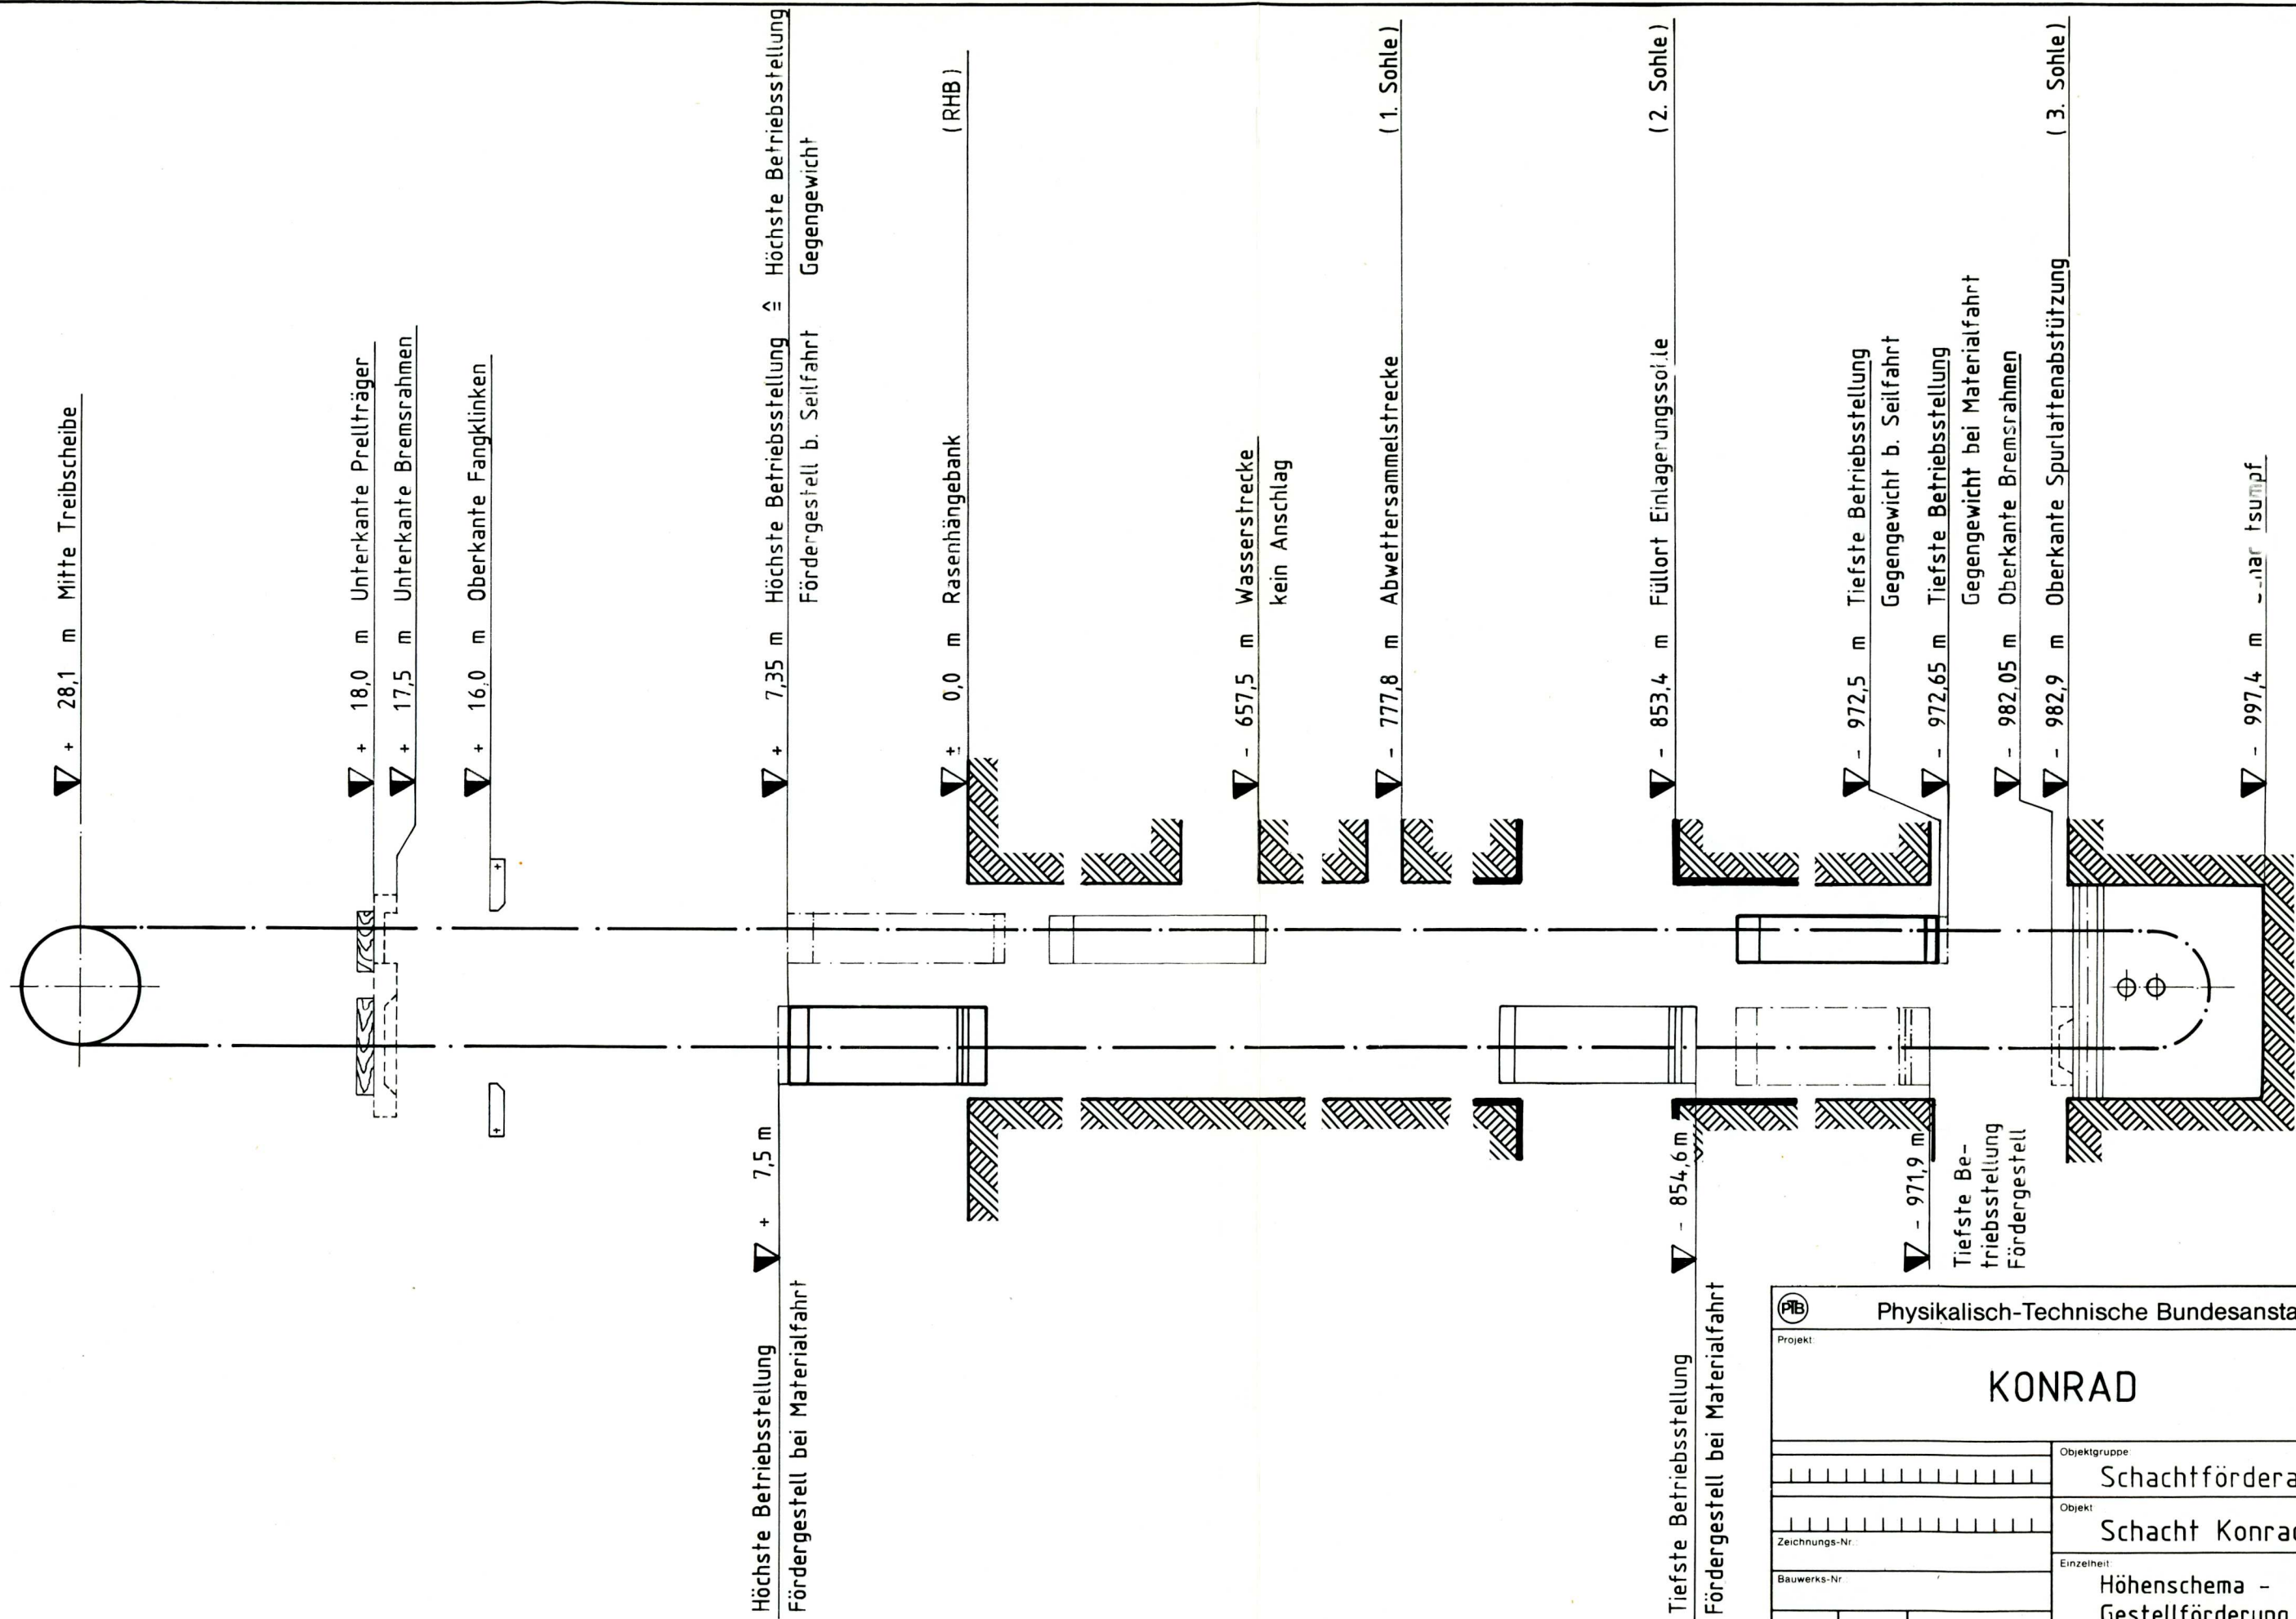 + 28,1 m Mitte Treibscheibe
+ 18,0 m Unterkante Prellträger
+ 17,5 m Unterkante Bremsrahmen
+ 16,0 m Oberkante Fangklinken
+ 7,35 m Höchste Betriebsstellung ≙ Höchste Betriebsstellung
Fördergestell b. Seilfahrt Gegengewicht
± 0,0 m Rasenhängebank (RHB)
- 657,5 m Wasserstrecke
kein Anschlag
- 777,8 m Abwettersammelstrecke (1. Sohle)
- 853,4 m Füllort Einlagerungssohle (2. Sohle)
- 972,5 m Tiefste Betriebsstellung
Gegengewicht b. Seilfahrt
- 972,65 m Tiefste Betriebsstellung
Gegengewicht bei Materialfahrt
- 982,05 m Oberkante Bremsrahmen
- 982,9 m Oberkante Spurlattenabstützung (3. Sohle)
- 997,4 m
+ 7,5 m
Höchste Betriebsstellung
Fördergestell bei Materialfahrt
- 854,6 m
Tiefste Betriebsstellung
Fördergestell bei Materialfahrt
- 971,9 m
Tiefste Be-
triebsstellung
Fördergestell
PTB Physikalisch-Technische Bundesansta
Projekt:
KONRAD
Objektgruppe:
Schachtfördera
Objekt:
Schacht Konrad
Zeichnungs-Nr.:
Einzelheit:
Bauwerks-Nr.
Höhenschema -
Gestellförderung